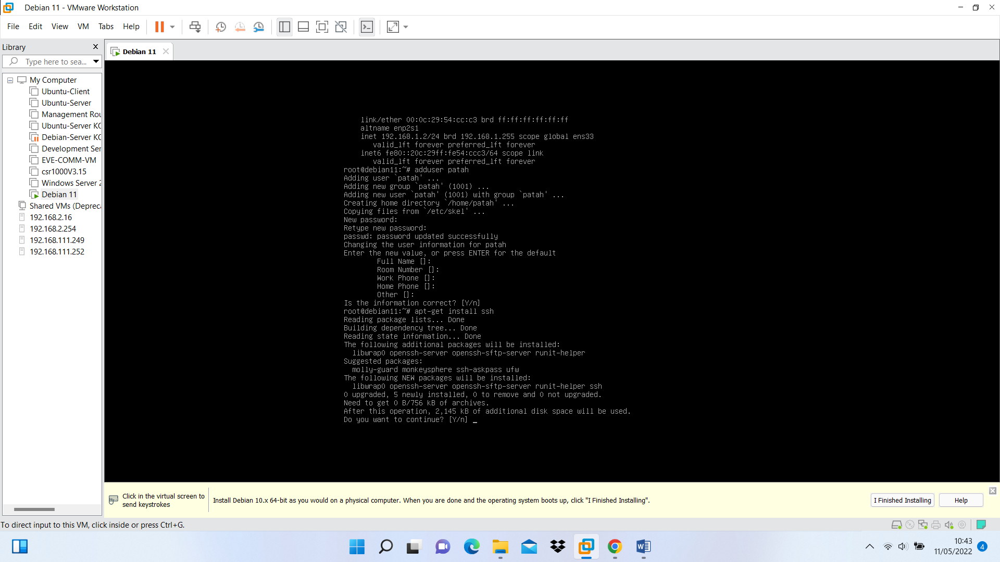 Debian 11 - VMware Workstation
File Edit View VM Tabs Help
Library
Type here to sea...
My Computer
Ubuntu-Client
Ubuntu-Server
Management Rou
Ubuntu-Server KC
Debian-Server KC
Development Ser
EVE-COMM-VM
csr1000V3.15
Windows Server 2
Debian 11
Shared VMs (Depreca
192.168.2.16
192.168.2.254
192.168.111.249
192.168.111.252
Debian 11
link/ether 00:0c:29:54:cc:c3 brd ff:ff:ff:ff:ff:ff
altname enp2s1
inet 192.168.1.2/24 brd 192.168.1.255 scope global ens33
valid_lft forever preferred_lft forever
inet6 fe80::20c:29ff:fe54:ccc3/64 scope link
valid_lft forever preferred_lft forever
root@debian11:~# adduser patah
Adding user `patah' ...
Adding new group `patah' (1001) ...
Adding new user `patah' (1001) with group `patah' ...
Creating home directory `/home/patah' ...
Copying files from `/etc/skel' ...
New password:
Retype new password:
passwd: password updated successfully
Changing the user information for patah
Enter the new value, or press ENTER for the default
Full Name []:
Room Number []:
Work Phone []:
Home Phone []:
Other []:
Is the information correct? [Y/n]
root@debian11:~# apt-get install ssh
Reading package lists... Done
Building dependency tree... Done
Reading state information... Done
The following additional packages will be installed:
libwrap0 openssh-server openssh-sftp-server runit-helper
Suggested packages:
molly-guard monkeysphere ssh-askpass ufw
The following NEW packages will be installed:
libwrap0 openssh-server openssh-sftp-server runit-helper ssh
0 upgraded, 5 newly installed, 0 to remove and 0 not upgraded.
Need to get 0 B/756 kB of archives.
After this operation, 2,145 kB of additional disk space will be used.
Do you want to continue? [Y/n] _
Click in the virtual screen to
send keystrokes
Install Debian 10.x 64-bit as you would on a physical computer. When you are done and the operating system boots up, click "I Finished Installing".
I Finished Installing
Help
To direct input to this VM, click inside or press Ctrl+G.
10:43
11/05/2022
4